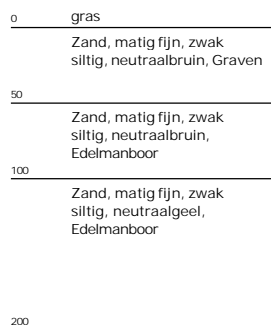 0 gras
Zand, matig fijn, zwak
siltig, neutraalbruin, Graven
50
Zand, matig fijn, zwak
siltig, neutraalbruin,
Edelmanboor
100
Zand, matig fijn, zwak
siltig, neutraalgeel,
Edelmanboor
200